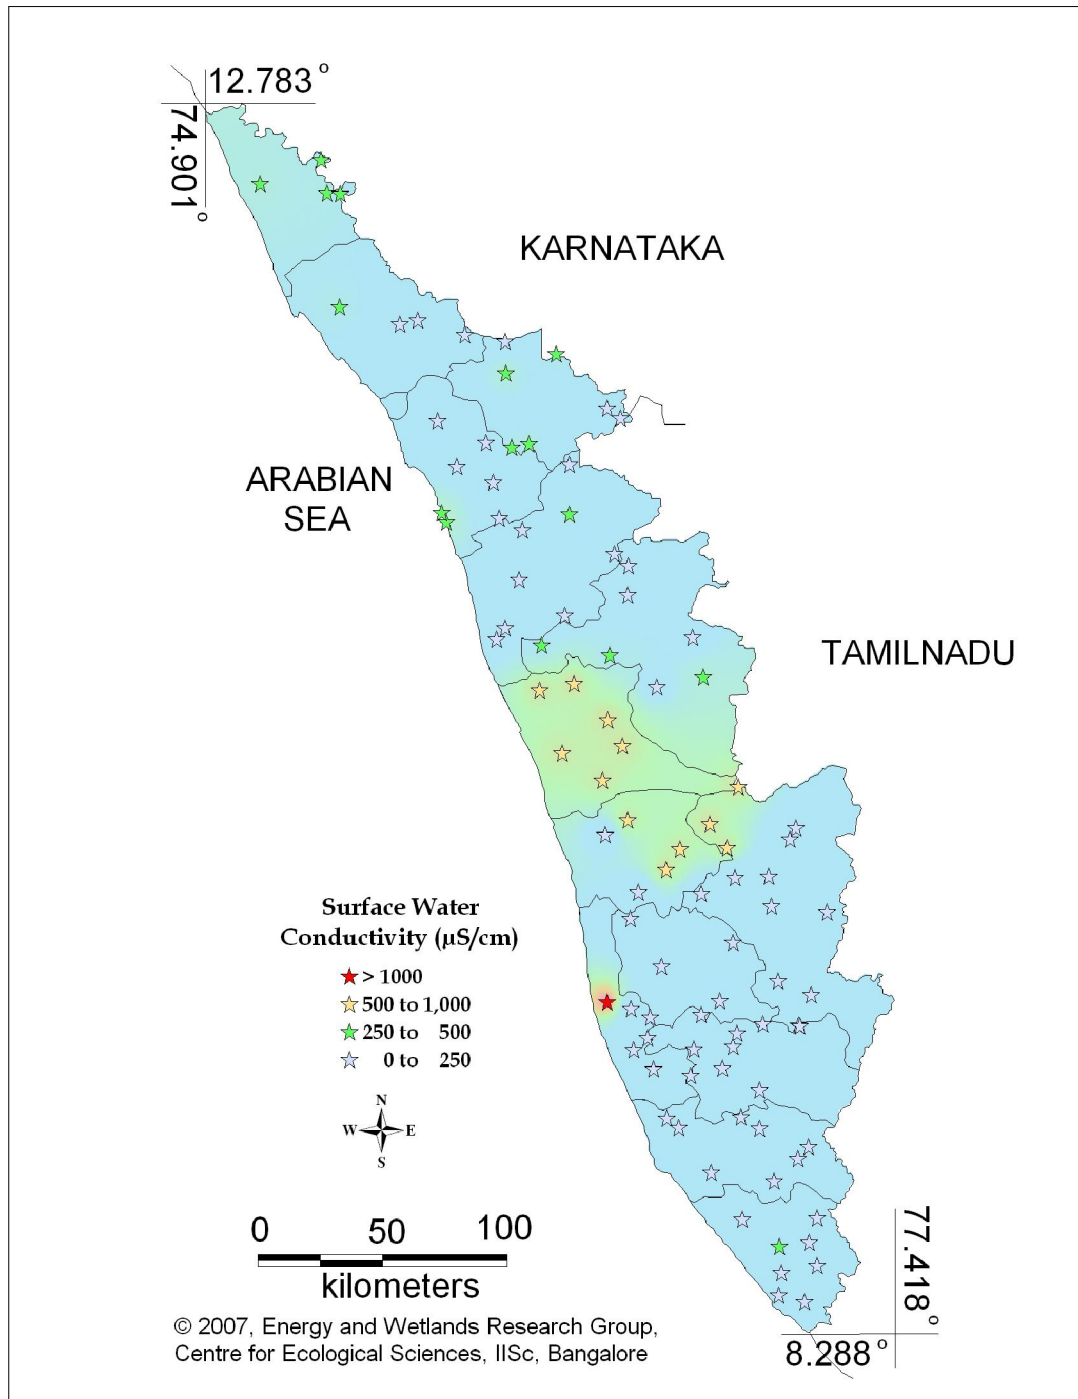 12.783 °
74.901°
KARNATAKA
ARABIAN
SEA
TAMILNADU
Surface Water
Conductivity (µS/cm)
> 1000
500 to 1,000
250 to 500
0 to 250
N
W E
S
0 50 100
kilometers
77.418°
8.288 °
© 2007, Energy and Wetlands Research Group,
Centre for Ecological Sciences, IISc, Bangalore